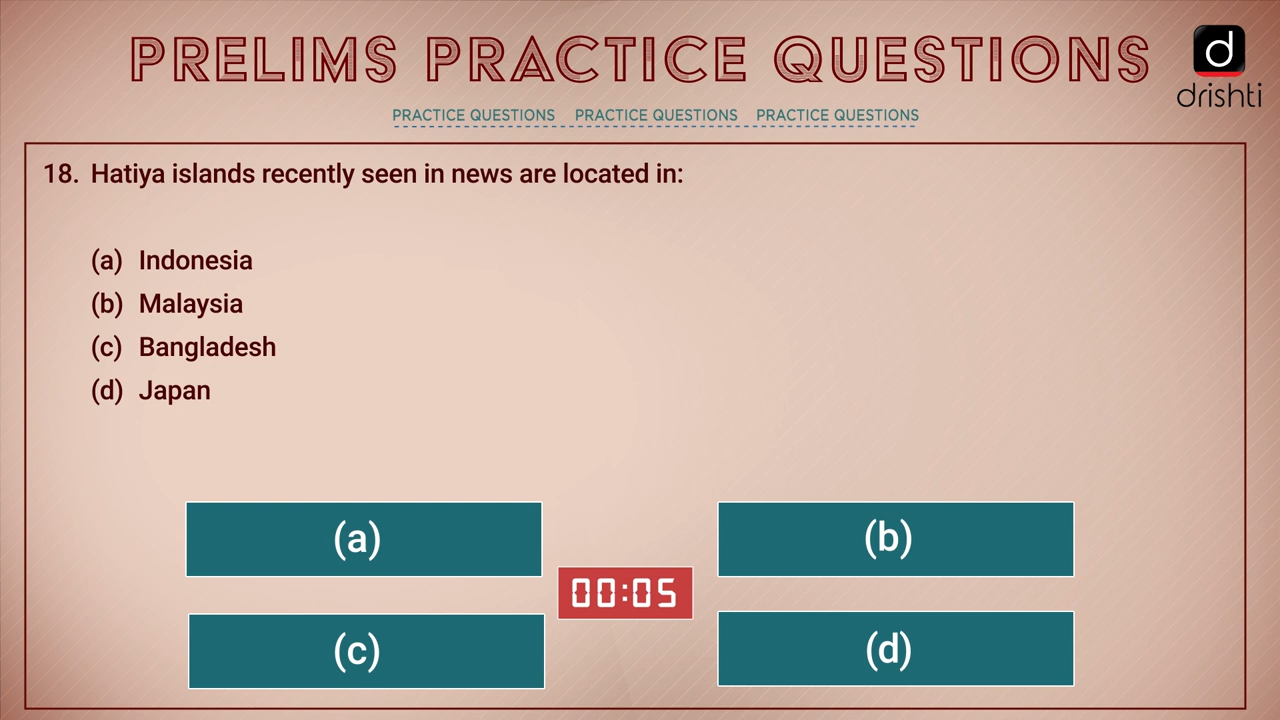 PRELIMS PRACTICE QUESTIONS
d
drishti
PRACTICE QUESTIONS PRACTICE QUESTIONS PRACTICE QUESTIONS
18. Hatiya islands recently seen in news are located in:
(a) Indonesia
(b) Malaysia
(c) Bangladesh
(d) Japan
(a)
(b)
00:05
(c)
(d)